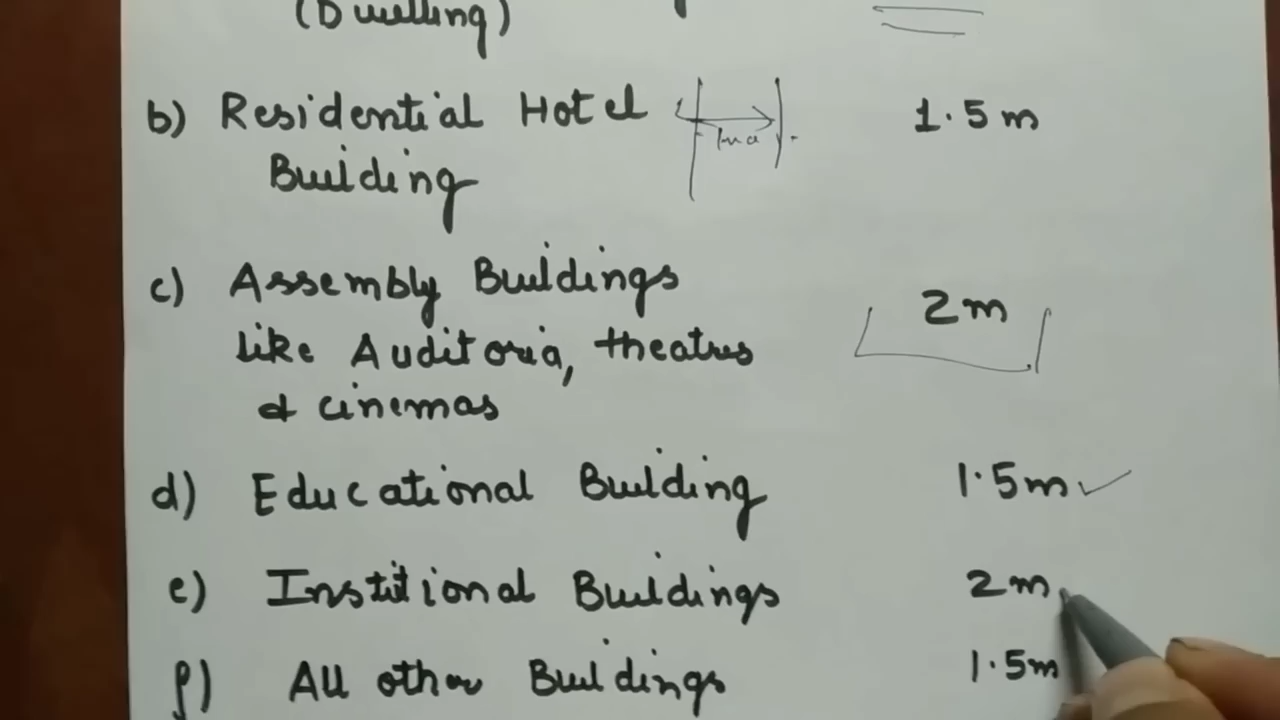 (Dwelling)
b) Residential Hotel 1.5m
Building
c) Assembly Buildings 2m
like Auditoria, theatres
& cinemas
d) Educational Building 1.5m
e) Institional Buildings 2m
f) All other Buildings 1.5m